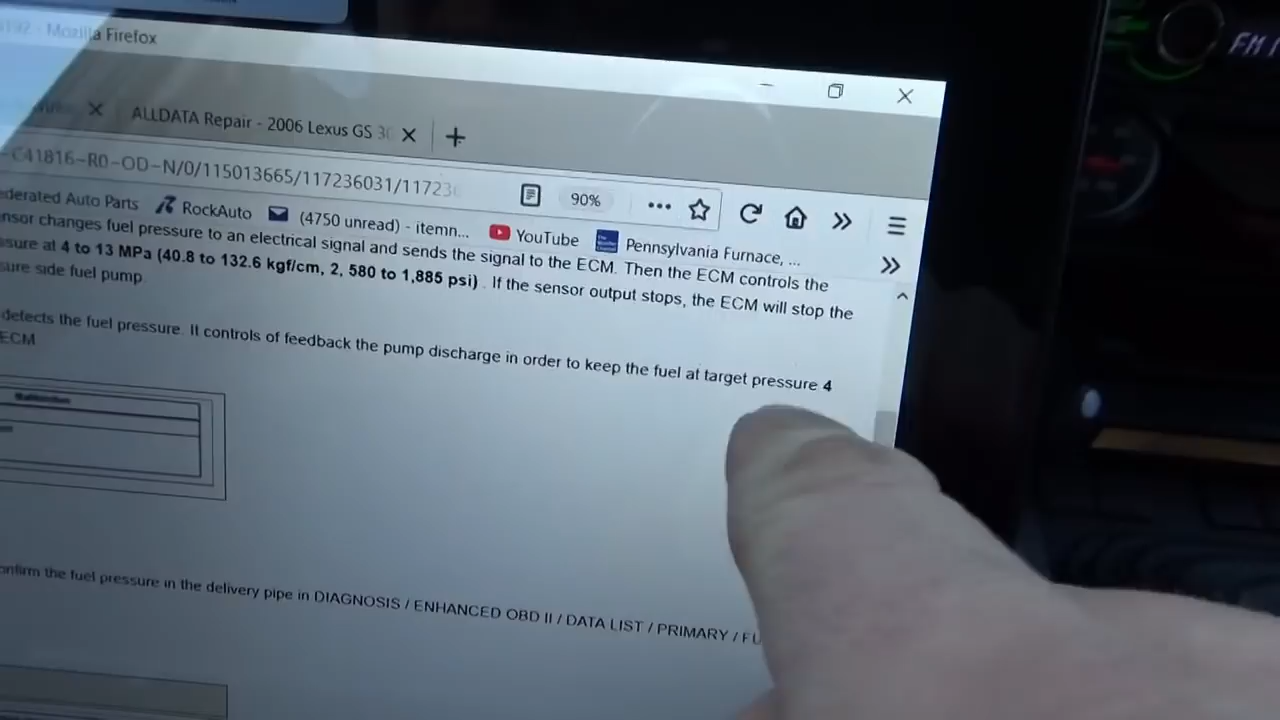 Mozilla Firefox
ALLDATA Repair - 2006 Lexus GS 30
-C41816-R0-OD-N/0/115013665/117236031/11723
90%
ederated Auto Parts
RockAuto
(4750 unread) - itemn...
YouTube
Pennsylvania Furnace, ...
nsor changes fuel pressure to an electrical signal and sends the signal to the ECM. Then the ECM controls the
ssure at 4 to 13 MPa (40.8 to 132.6 kgf/cm, 2, 580 to 1,885 psi) . If the sensor output stops, the ECM will stop the
sure side fuel pump.
detects the fuel pressure. It controls of feedback the pump discharge in order to keep the fuel at target pressure 4
ECM
Malfunction
onfirm the fuel pressure in the delivery pipe in DIAGNOSIS / ENHANCED OBD II / DATA LIST / PRIMARY / FU
FM